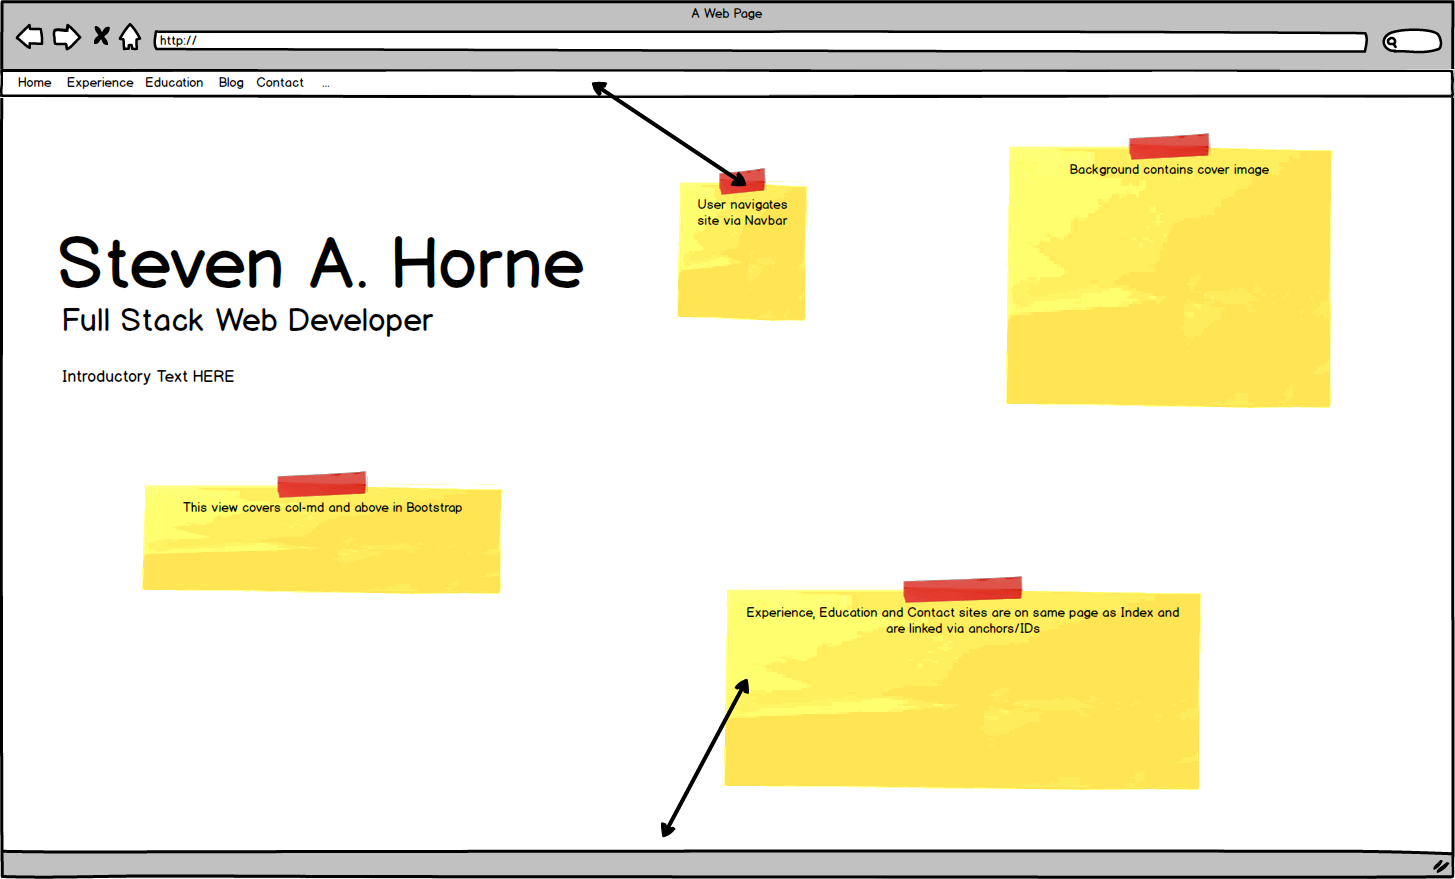 A Web Page
http://
Home Experience Education Blog Contact ...
User navigates
site via Navbar
Background contains cover image
Steven A. Horne
Full Stack Web Developer
Introductory Text HERE
This view covers col-md and above in Bootstrap
Experience, Education and Contact sites are on same page as Index and
are linked via anchors/IDs